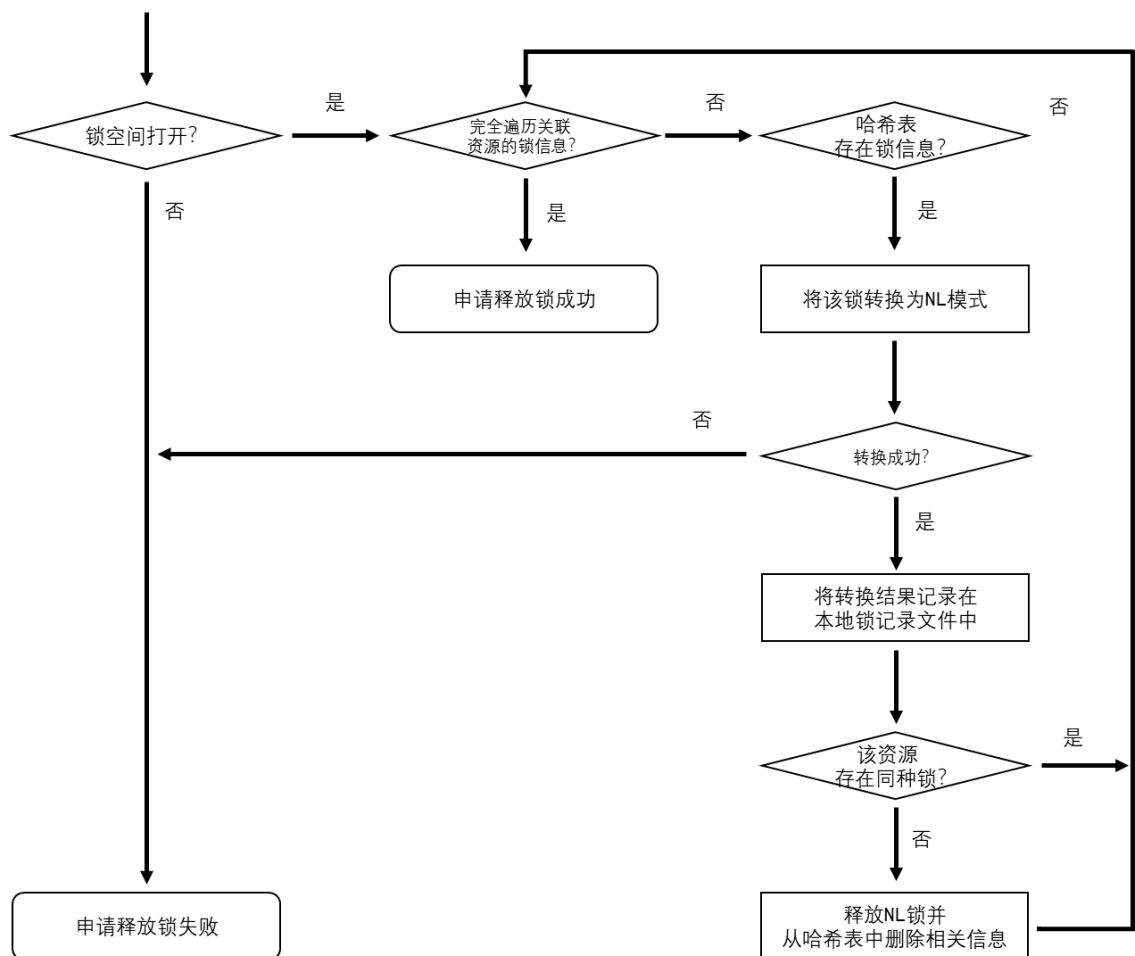 是
否
否
锁空间打开?
完全遍历关联
资源的锁信息?
哈希表
存在锁信息?
否
是
是
申请释放锁成功
将该锁转换为NL模式
否
转换成功?
是
将转换结果记录在
本地锁记录文件中
该资源
存在同种锁?
是
否
申请释放锁失败
释放NL锁并
从哈希表中删除相关信息